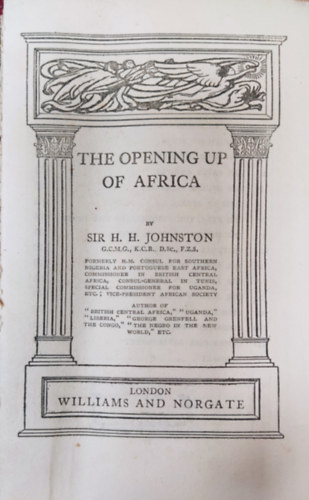 THE OPENING UP
OF AFRICA
BY
SIR H. H. JOHNSTON
G.C.M.G., K.C.B., D.Sc., F.Z.S.
FORMERLY H.M. CONSUL FOR SOUTHERN
NIGERIA AND PORTUGUESE EAST AFRICA,
COMMISSIONER IN BRITISH CENTRAL
AFRICA, CONSUL-GENERAL IN TUNIS,
SPECIAL COMMISSIONER FOR UGANDA,
ETC.; VICE-PRESIDENT AFRICAN SOCIETY
AUTHOR OF
"BRITISH CENTRAL AFRICA," "UGANDA,"
"LIBERIA," "GEORGE GRENFELL AND
THE CONGO," "THE NEGRO IN THE NEW
WORLD," ETC.
LONDON
WILLIAMS AND NORGATE